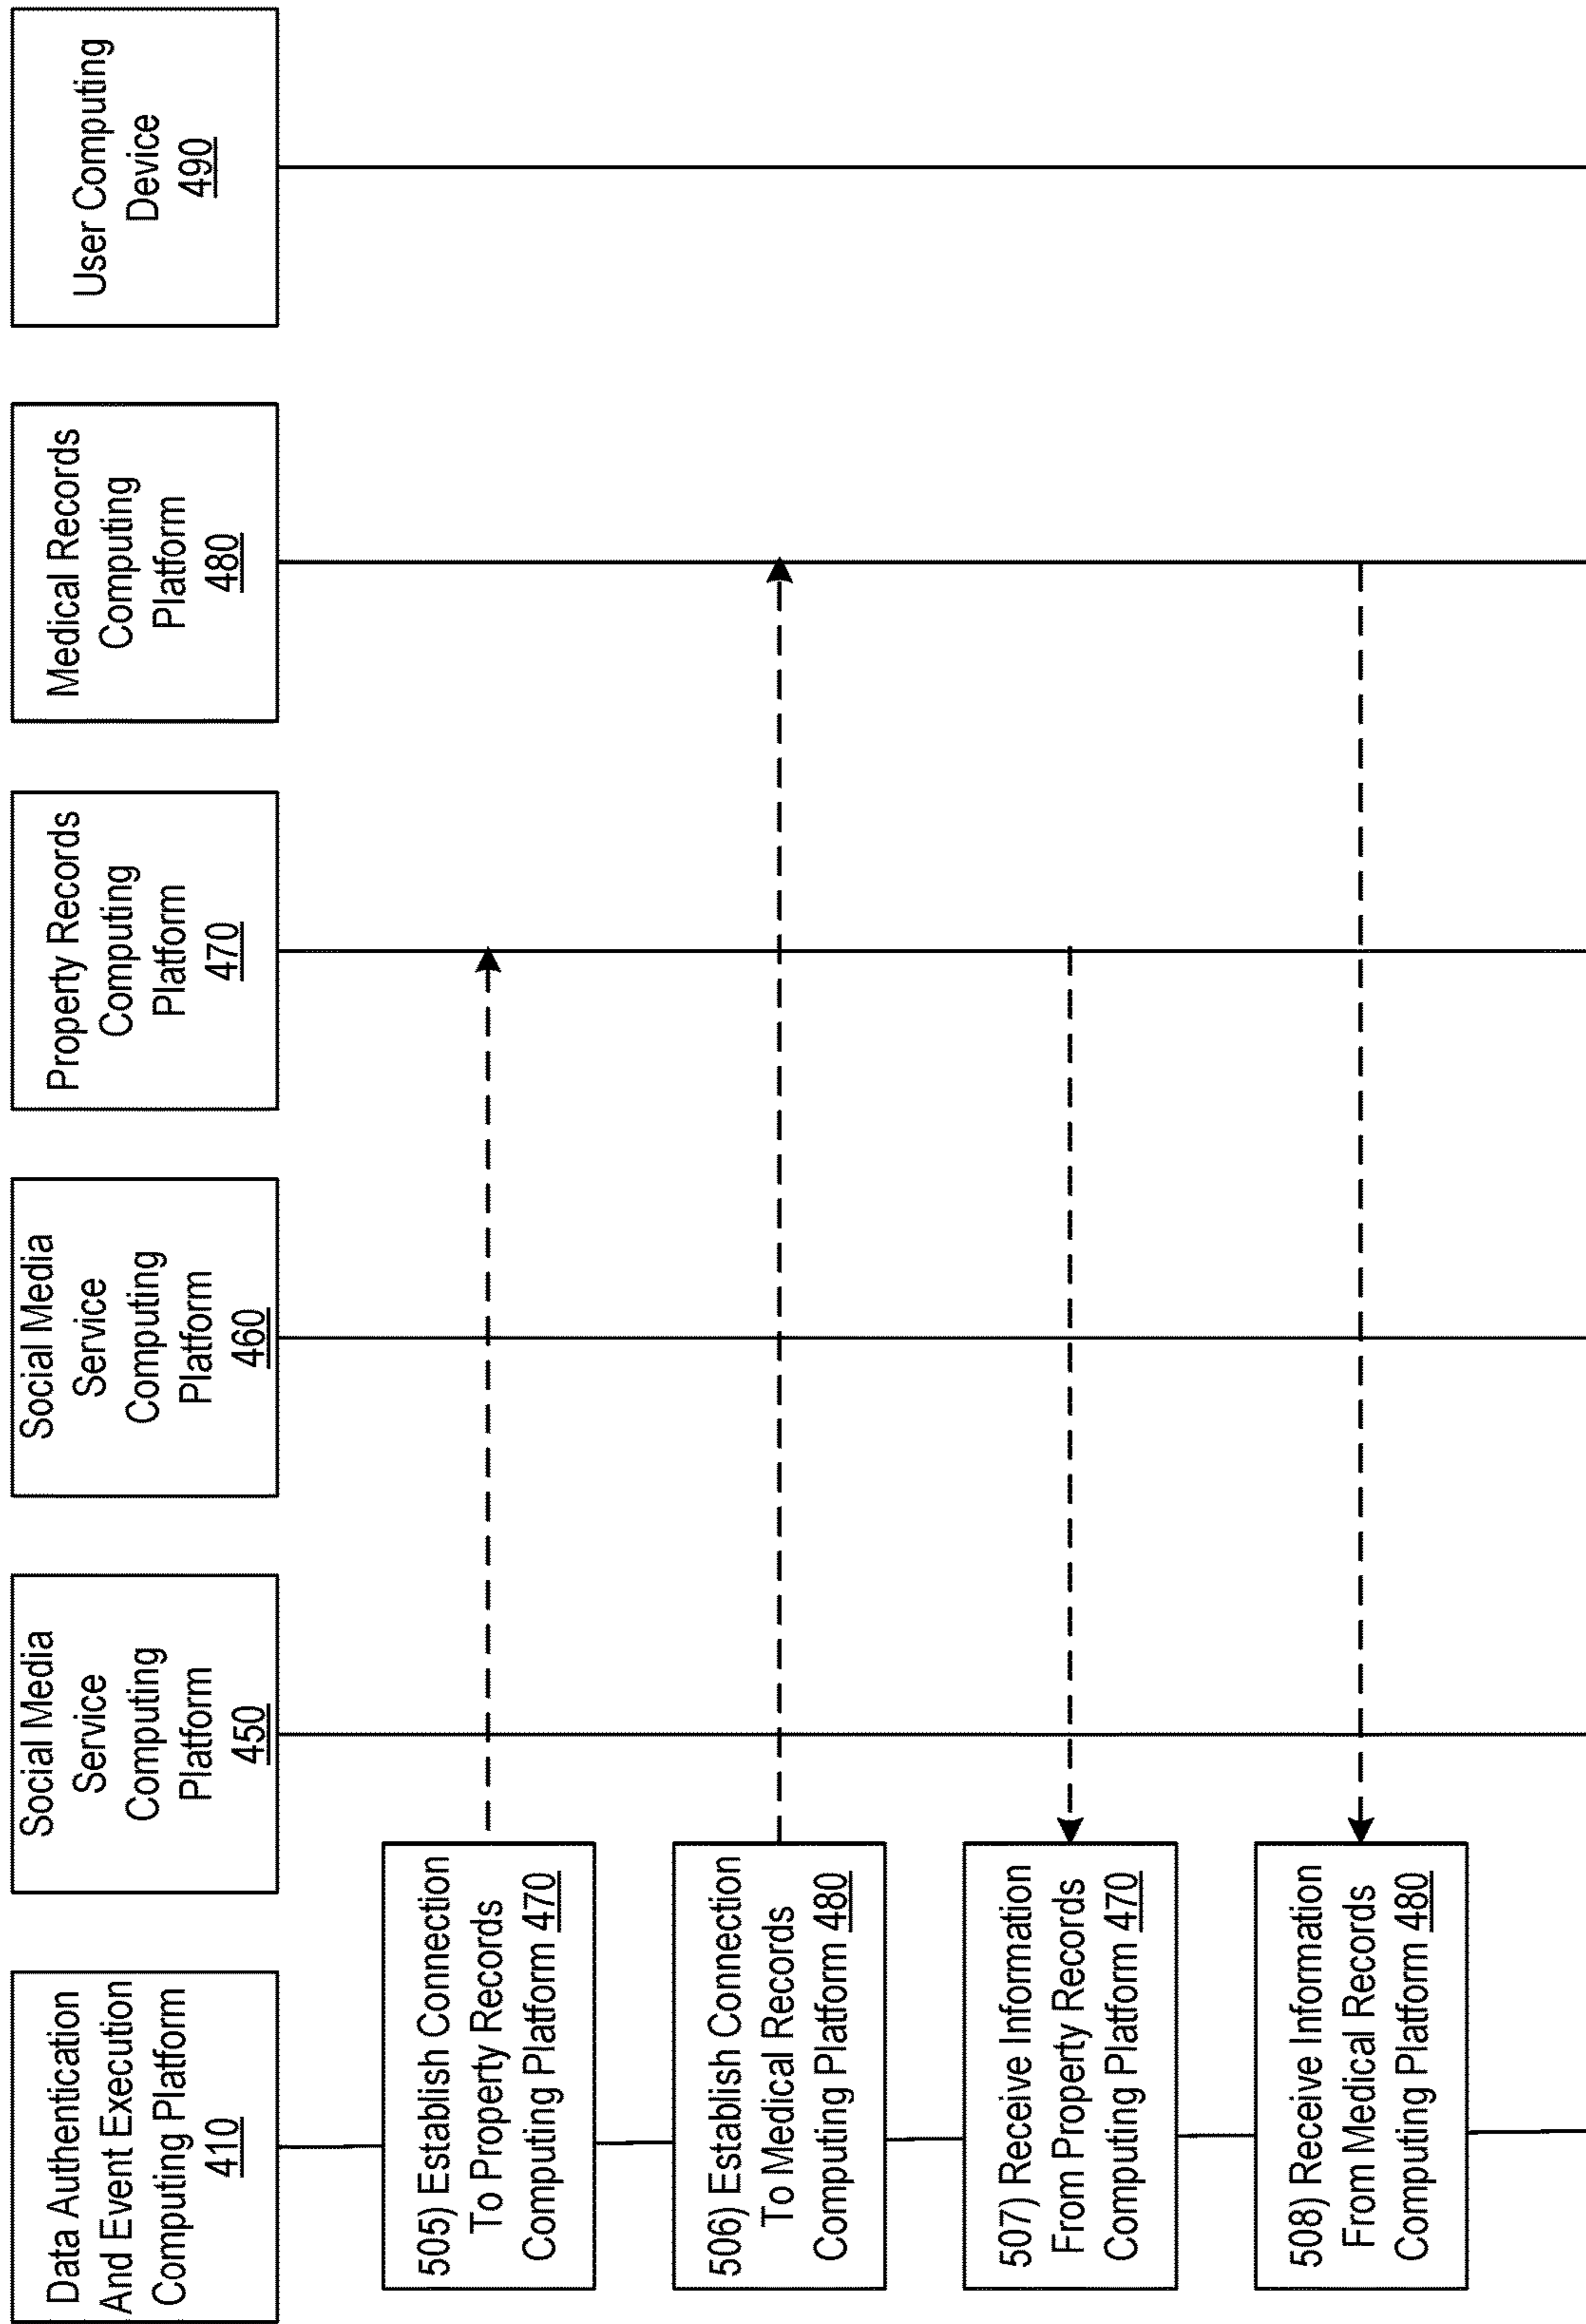 Data Authentication
And Event Execution
Computing Platform
410
Social Media
Service
Computing
Platform
450
Social Media
Service
Computing
Platform
460
Property Records
Computing
Platform
470
Medical Records
Computing
Platform
480
User Computing
Device
490
505) Establish Connection
To Property Records
Computing Platform 470
506) Establish Connection
To Medical Records
Computing Platform 480
507) Receive Information
From Property Records
Computing Platform 470
508) Receive Information
From Medical Records
Computing Platform 480